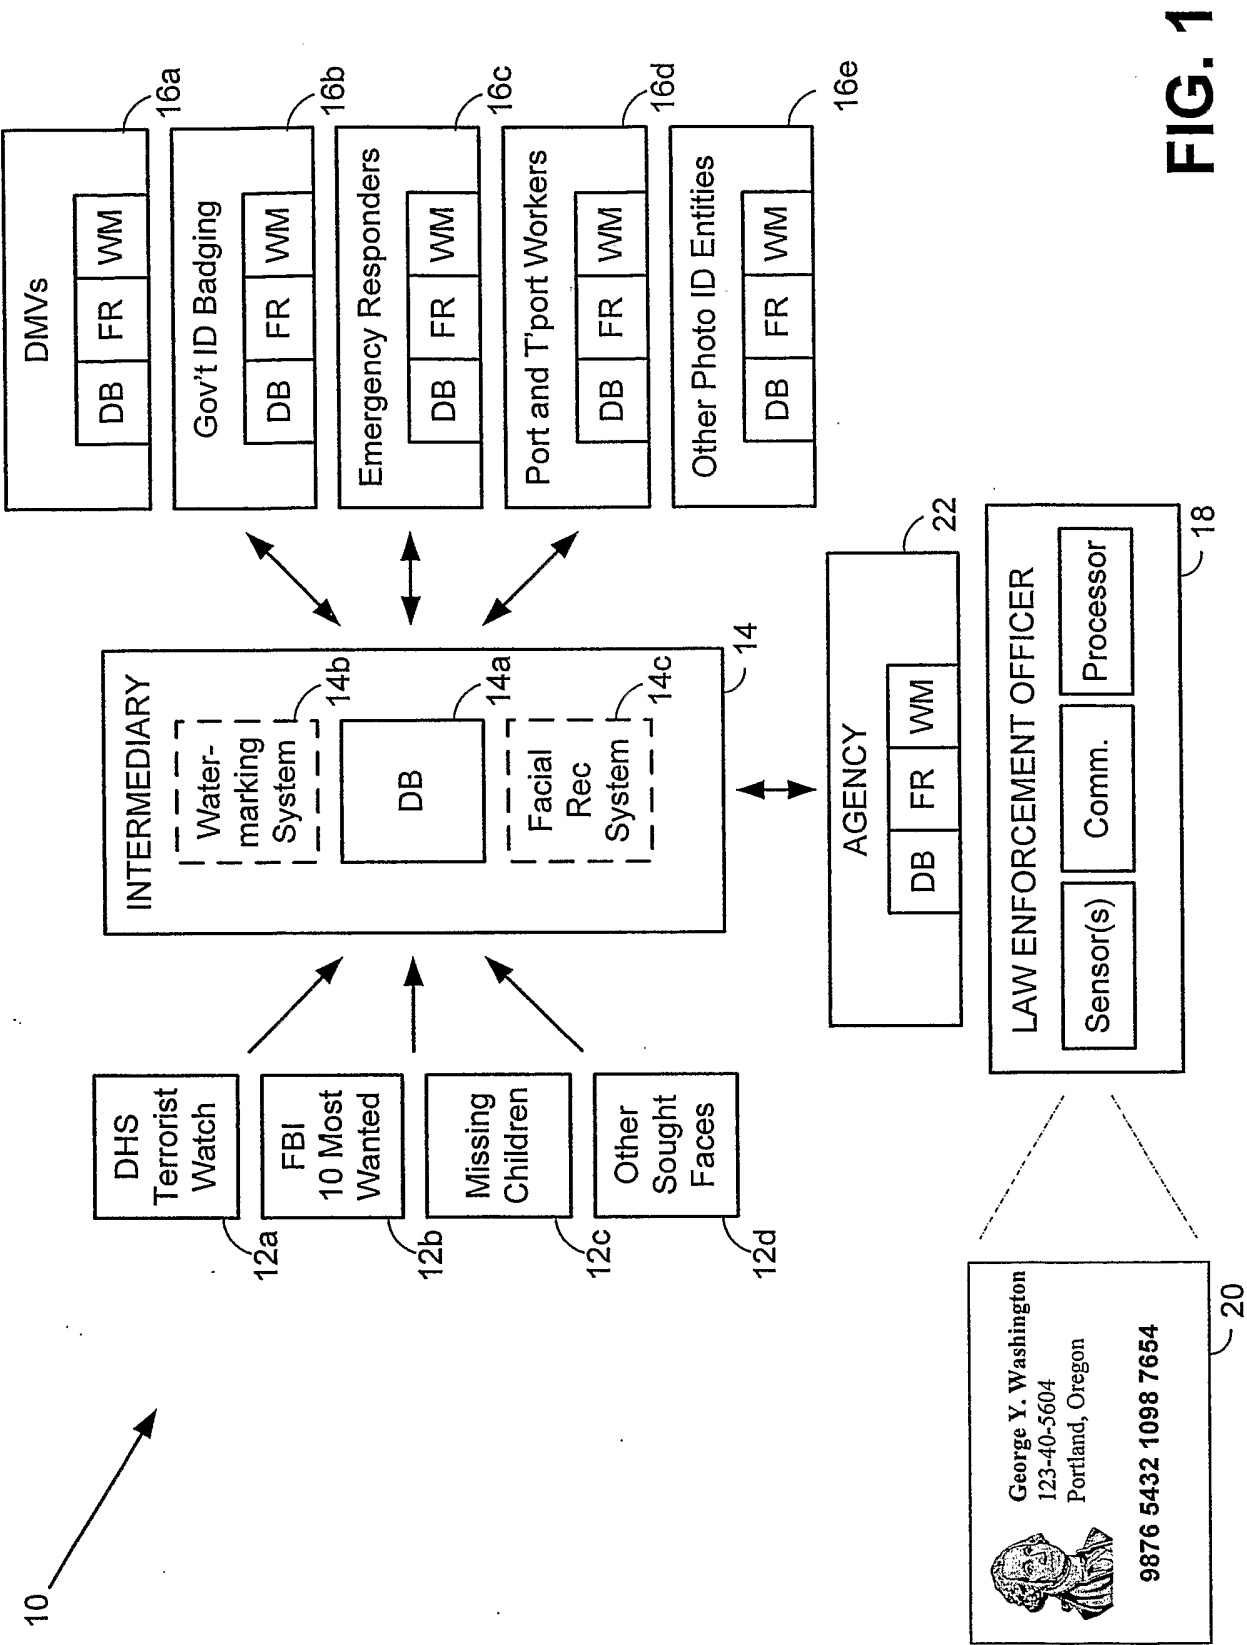 10
DHS
Terrorist
Watch
12a
FBI
10 Most
Wanted
12b
Missing
Children
12c
Other
Sought
Faces
12d
INTERMEDIARY
Water-
marking
System
14b
DB
14a
Facial
Rec
System
14c
14
DMVs
DB FR WM
16a
Gov't ID Badging
DB FR WM
16b
Emergency Responders
DB FR WM
16c
Port and T'port Workers
DB FR WM
16d
Other Photo ID Entities
DB FR WM
16e
AGENCY
DB FR WM
22
LAW ENFORCEMENT OFFICER
Sensor(s) Comm. Processor
18
George Y. Washington
123-40-5604
Portland, Oregon
9876 5432 1098 7654
20
FIG. 1